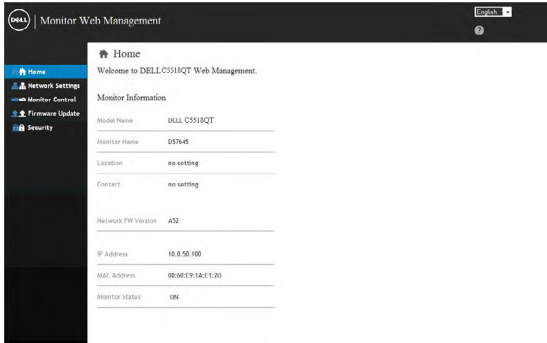 DELL Monitor Web Management
English
?
Home
Network Settings
Monitor Control
Firmware Update
Security
Home
Welcome to DELL C5518QT Web Management.
Monitor Information
Model Name DELL C5518QT
Monitor Name D57645
Location no setting
Contact no setting
Network FW Version A52
IP Address 10.0.50.100
MAC Address 00:60:E9:1A:E1:7D
Monitor Status ON